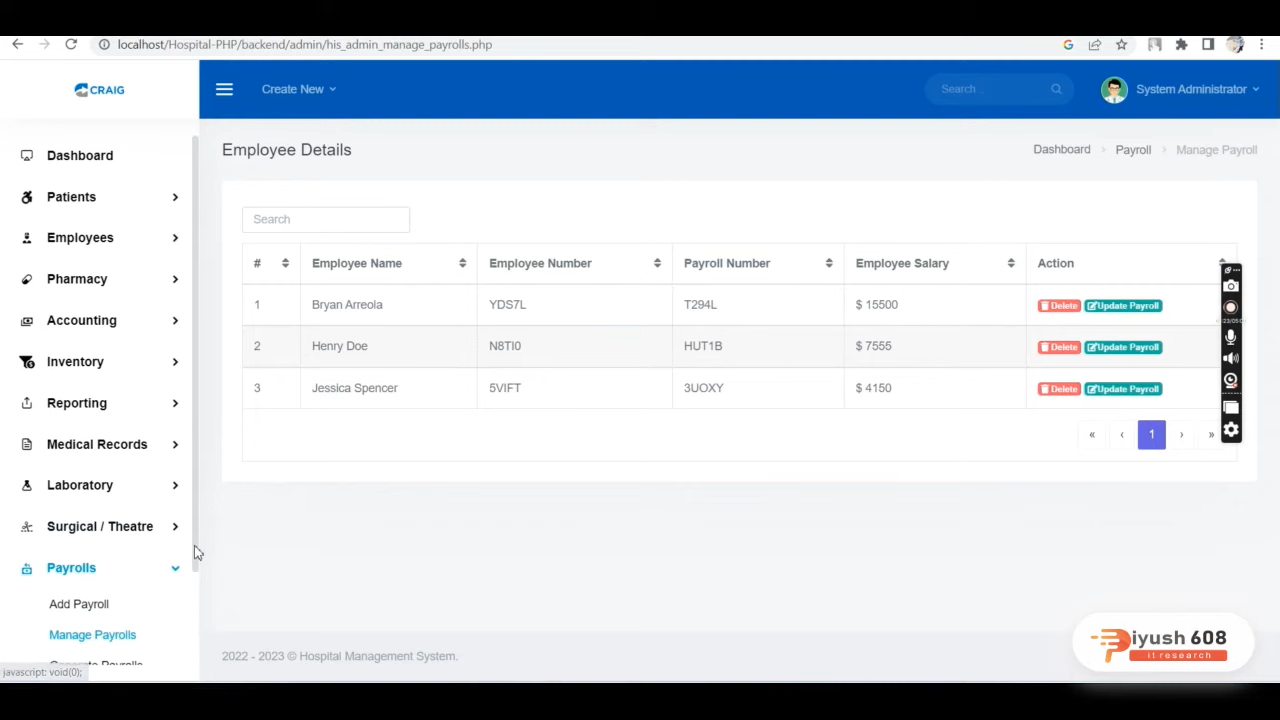 localhost/Hospital-PHP/backend/admin/his_admin_manage_payrolls.php
CRAIG
Create New
Search ..
System Administrator
Dashboard
Patients
Employees
Pharmacy
Accounting
Inventory
Reporting
Medical Records
Laboratory
Surgical / Theatre
Payrolls
Add Payroll
Manage Payrolls
Generate Payrolls
javascript: void(0);
Employee Details
Dashboard > Payroll > Manage Payroll
Search
# Employee Name Employee Number Payroll Number Employee Salary Action
1 Bryan Arreola YDS7L T294L $ 15500 Delete Update Payroll
2 Henry Doe N8TI0 HUT1B $ 7555 Delete Update Payroll
3 Jessica Spencer 5VIFT 3UOXY $ 4150 Delete Update Payroll
« ‹ 1 › »
2022 - 2023 © Hospital Management System.
Piyush 608
it research